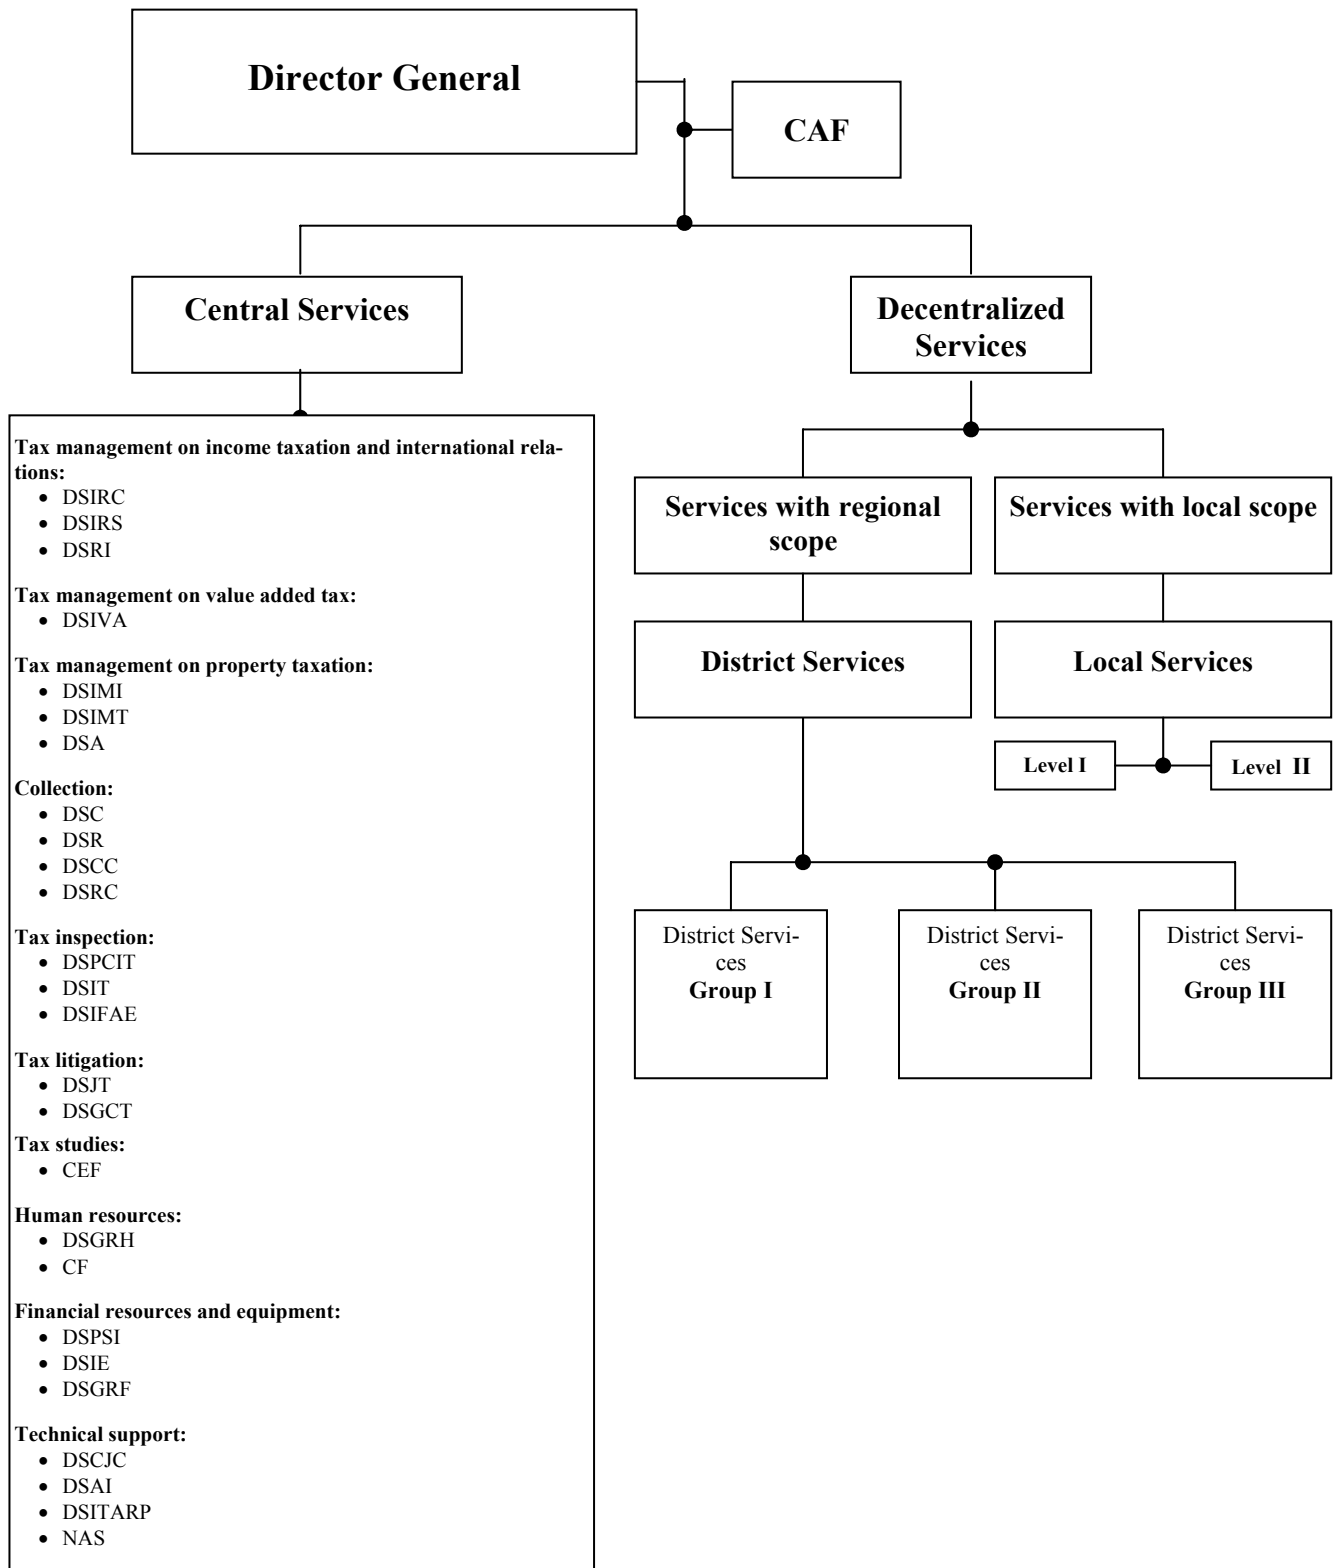 Director General
CAF
Central Services
Decentralized
Services
Tax management on income taxation and international rela-
tions:
• DSIRC
• DSIRS
• DSRI
Tax management on value added tax:
• DSIVA
Tax management on property taxation:
• DSIMI
• DSIMT
• DSA
Collection:
• DSC
• DSR
• DSCC
• DSRC
Tax inspection:
• DSPCIT
• DSIT
• DSIFAE
Tax litigation:
• DSJT
• DSGCT
Tax studies:
• CEF
Human resources:
• DSGRH
• CF
Financial resources and equipment:
• DSPSI
• DSIE
• DSGRF
Technical support:
• DSCJC
• DSAI
• DSITARP
• NAS
Services with regional
scope
Services with local scope
District Services
Local Services
Level I
Level II
District Servi-
ces
Group I
District Servi-
ces
Group II
District Servi-
ces
Group III